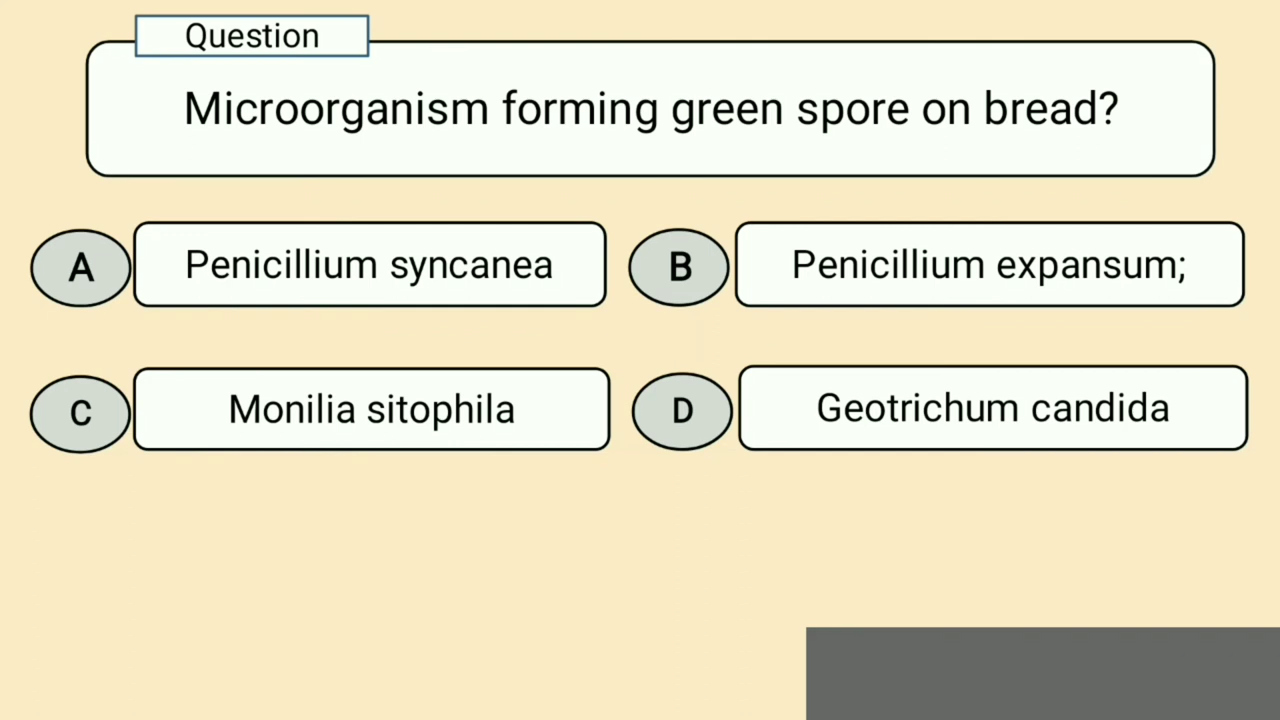 Question
Microorganism forming green spore on bread?
A
Penicillium syncanea
B
Penicillium expansum;
C
Monilia sitophila
D
Geotrichum candida